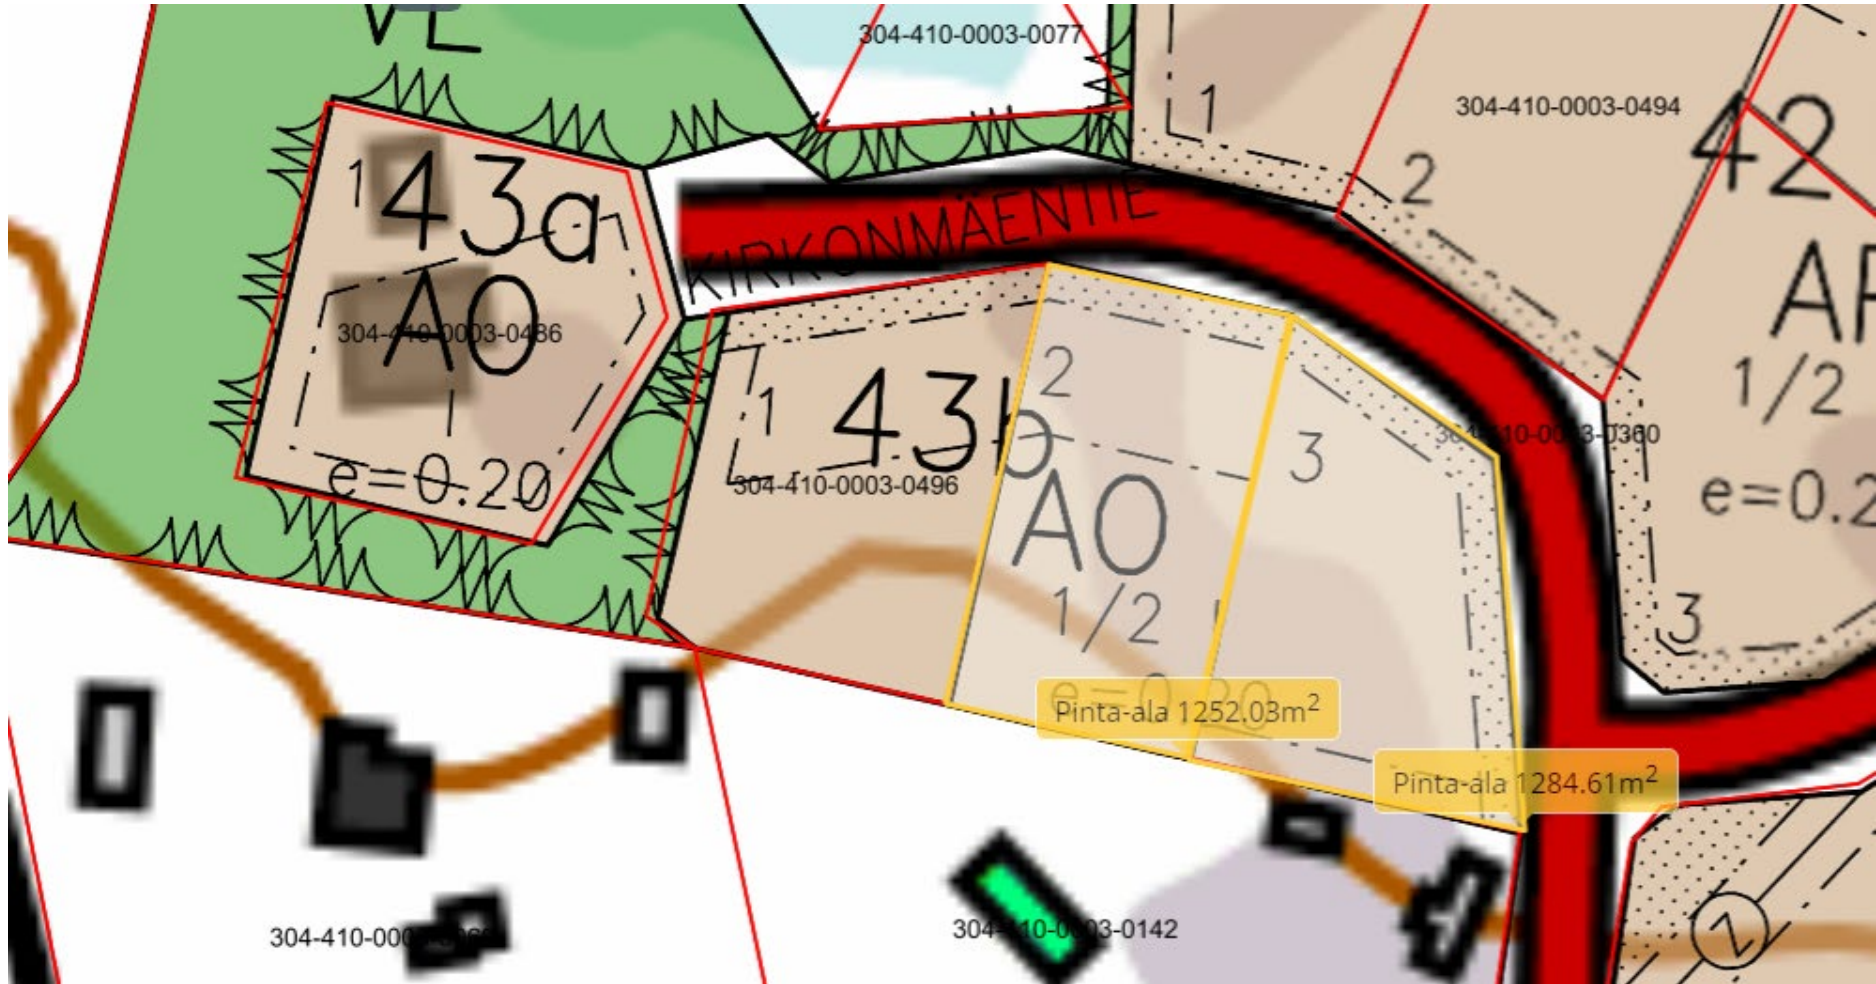 VL
304-410-0003-0077
1
304-410-0003-0494
42
2
1
43a
KIRKONMÄENTIE
AO
304-410-0003-0486
2
1
43b
3
304-410-0003-0496
AO
1/2
e=0.20
e=0.20
1/2
3
Pinta-ala 1252.03m²
Pinta-ala 1284.61m²
304-410-0003-0142
2